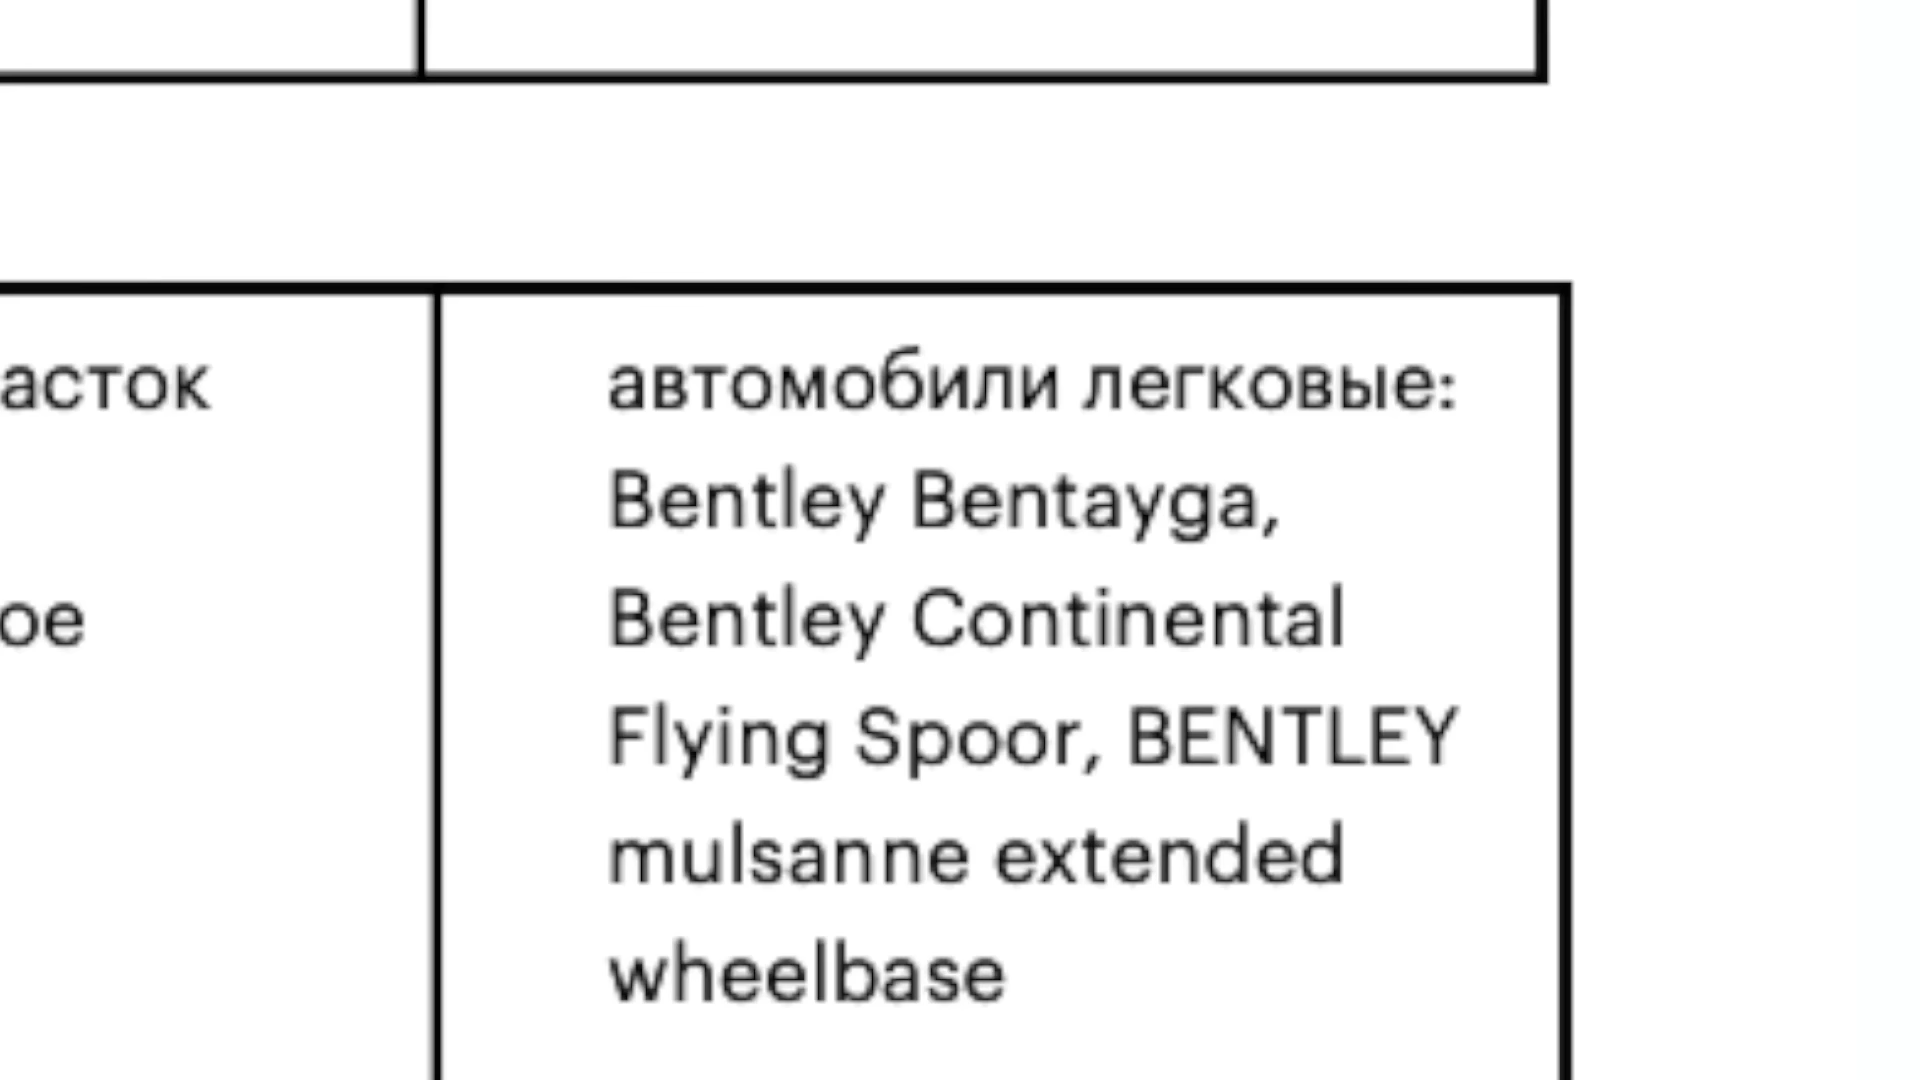 асток
автомобили легковые:
Bentley Bentayga,
Bentley Continental
ое
Flying Spoor, BENTLEY
mulsanne extended
wheelbase